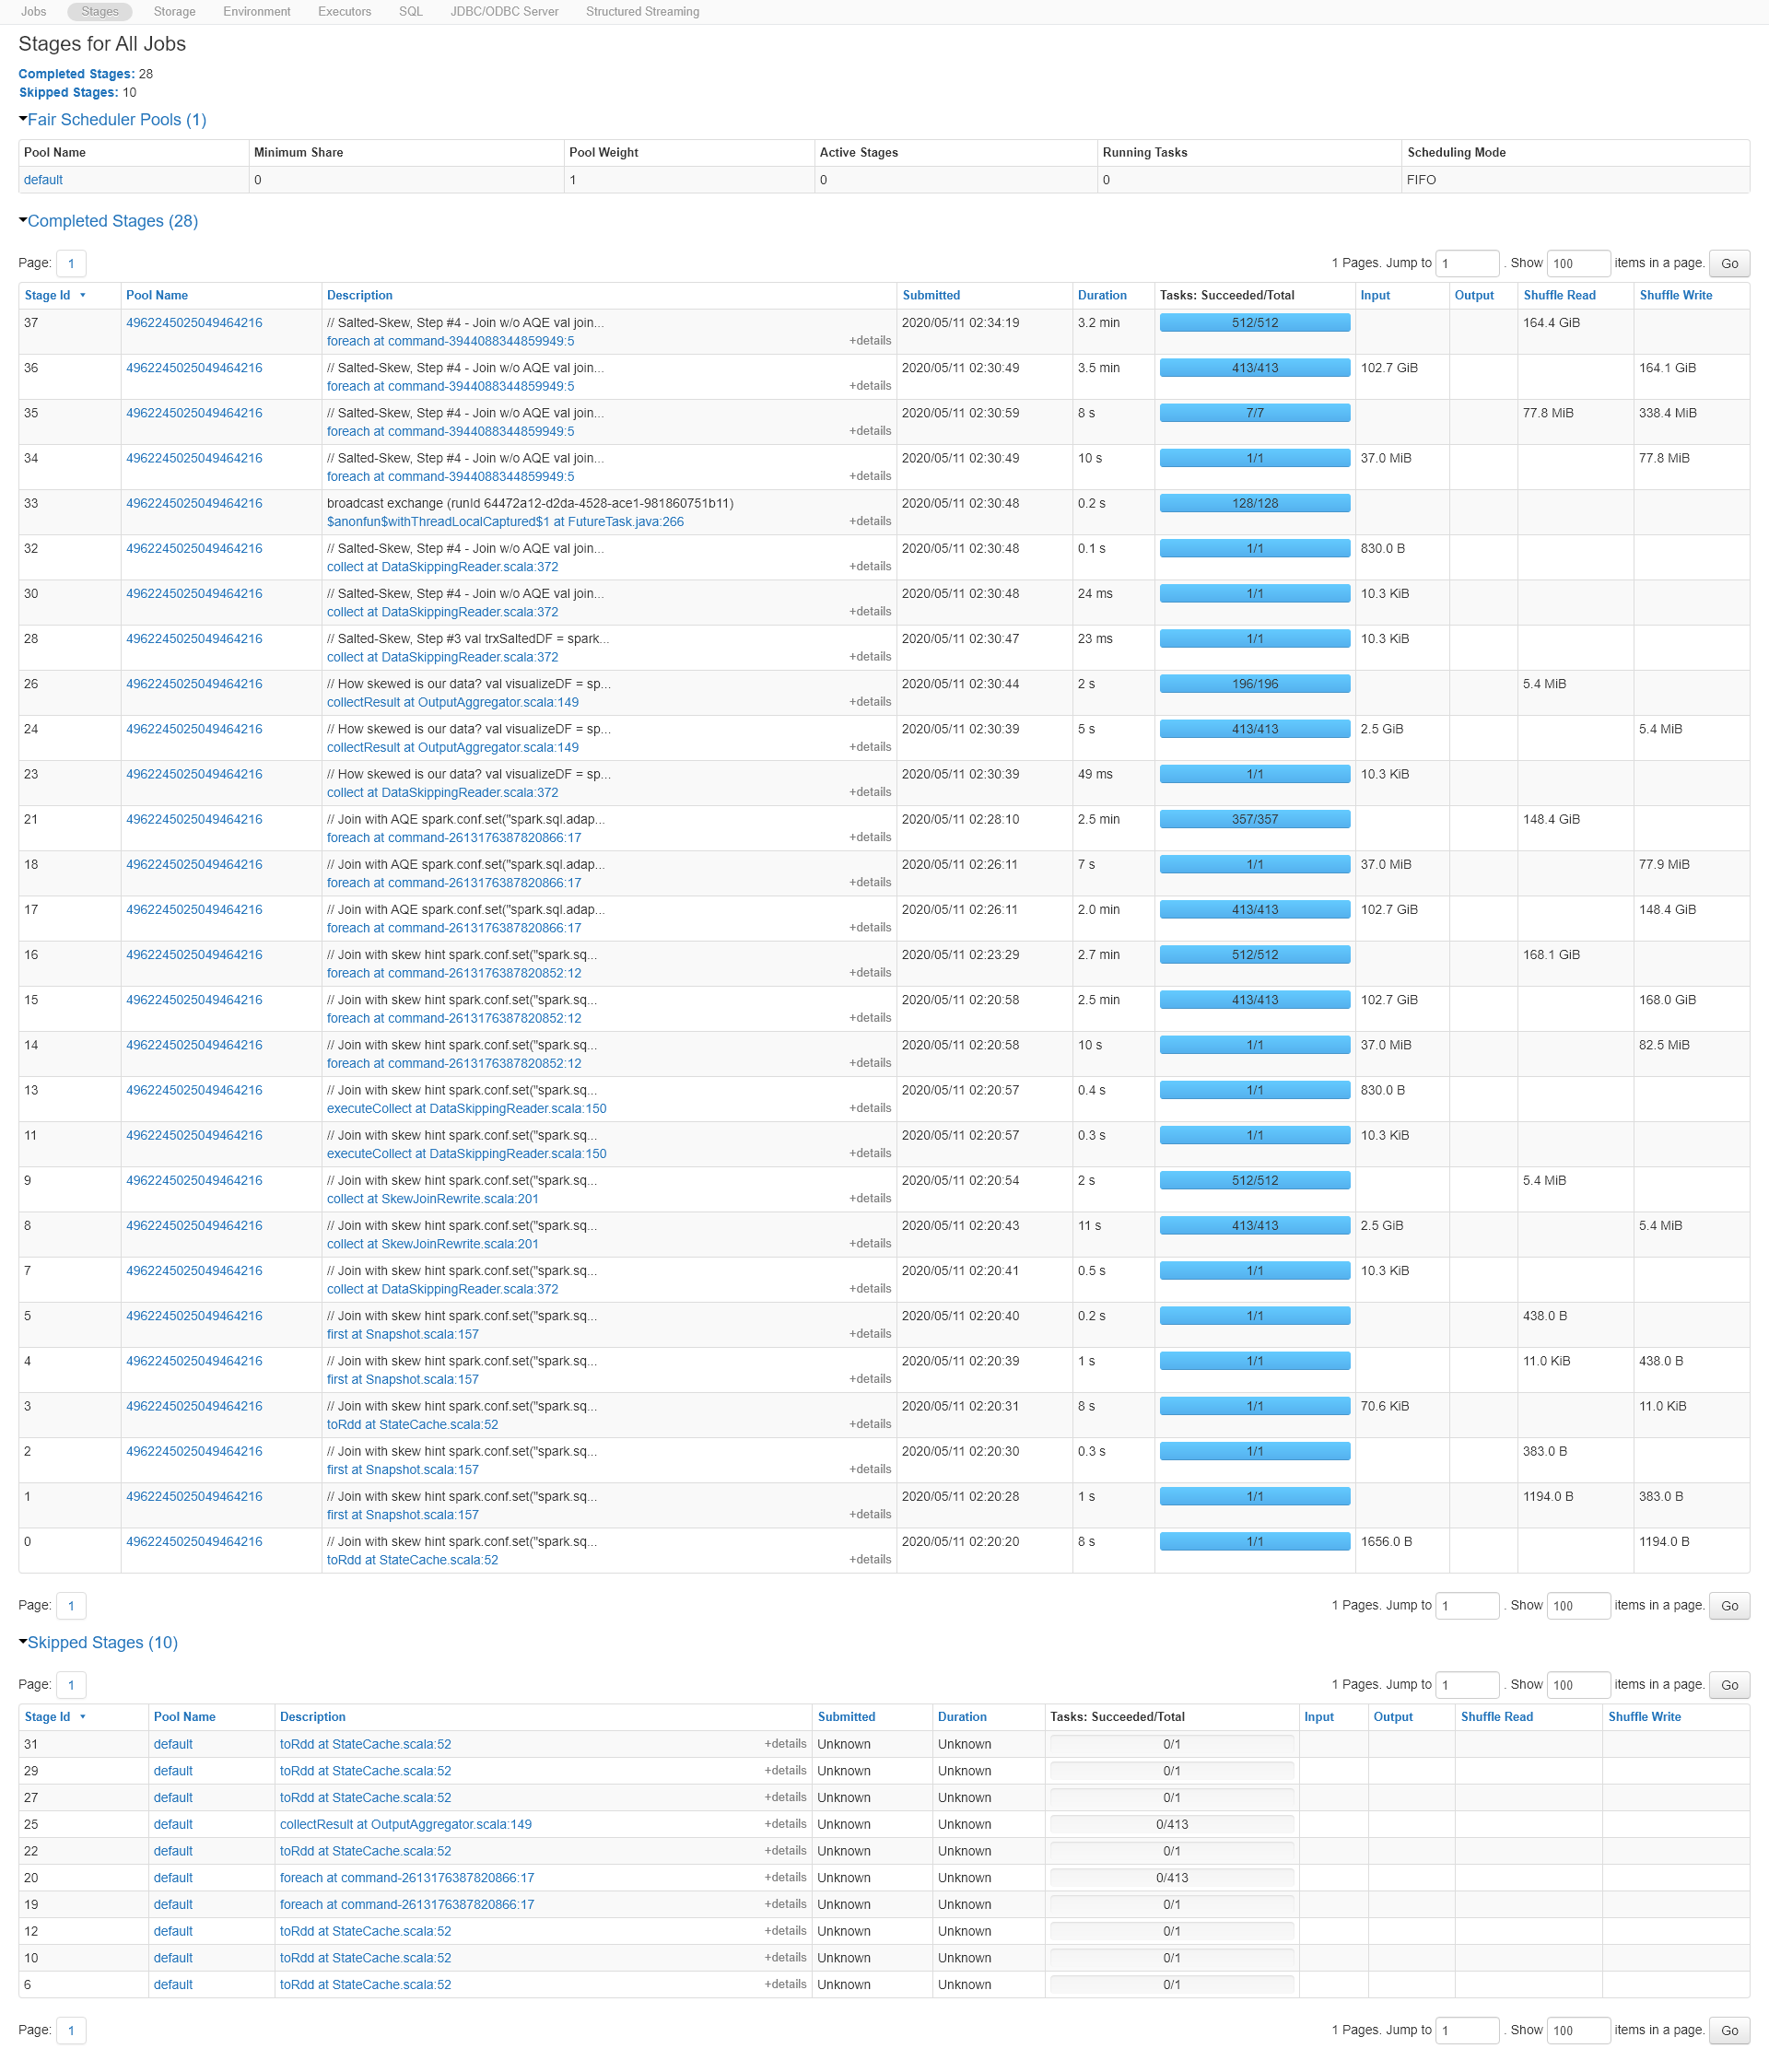 Jobs Stages Storage Environment Executors SQL JDBC/ODBC Server Structured Streaming
Stages for All Jobs
Completed Stages: 28
Skipped Stages: 10
Fair Scheduler Pools (1)
Pool Name Minimum Share Pool Weight Active Stages Running Tasks Scheduling Mode
default 0 1 0 0 FIFO
Completed Stages (28)
Page: 1 1 Pages. Jump to 1 . Show 100 items in a page. Go
Stage Id Pool Name Description Submitted Duration Tasks: Succeeded/Total Input Output Shuffle Read Shuffle Write
37 4962245025049464216 // Salted-Skew, Step #4 - Join w/o AQE val join... 2020/05/11 02:34:19 3.2 min 512/512 164.4 GiB
foreach at command-3944088344859949:5 +details
36 4962245025049464216 // Salted-Skew, Step #4 - Join w/o AQE val join... 2020/05/11 02:30:49 3.5 min 413/413 102.7 GiB 164.1 GiB
foreach at command-3944088344859949:5 +details
35 4962245025049464216 // Salted-Skew, Step #4 - Join w/o AQE val join... 2020/05/11 02:30:59 8 s 7/7 77.8 MiB 338.4 MiB
foreach at command-3944088344859949:5 +details
34 4962245025049464216 // Salted-Skew, Step #4 - Join w/o AQE val join... 2020/05/11 02:30:49 10 s 1/1 37.0 MiB 77.8 MiB
foreach at command-3944088344859949:5 +details
33 4962245025049464216 broadcast exchange (runId 64472a12-d2da-4528-ace1-981860751b11) 2020/05/11 02:30:48 0.2 s 128/128
$anonfun$withThreadLocalCaptured$1 at FutureTask.java:266 +details
32 4962245025049464216 // Salted-Skew, Step #4 - Join w/o AQE val join... 2020/05/11 02:30:48 0.1 s 1/1 830.0 B
collect at DataSkippingReader.scala:372 +details
30 4962245025049464216 // Salted-Skew, Step #4 - Join w/o AQE val join... 2020/05/11 02:30:48 24 ms 1/1 10.3 KiB
collect at DataSkippingReader.scala:372 +details
28 4962245025049464216 // Salted-Skew, Step #3 val trxSaltedDF = spark... 2020/05/11 02:30:47 23 ms 1/1 10.3 KiB
collect at DataSkippingReader.scala:372 +details
26 4962245025049464216 // How skewed is our data? val visualizeDF = sp... 2020/05/11 02:30:44 2 s 196/196 5.4 MiB
collectResult at OutputAggregator.scala:149 +details
24 4962245025049464216 // How skewed is our data? val visualizeDF = sp... 2020/05/11 02:30:39 5 s 413/413 2.5 GiB 5.4 MiB
collectResult at OutputAggregator.scala:149 +details
23 4962245025049464216 // How skewed is our data? val visualizeDF = sp... 2020/05/11 02:30:39 49 ms 1/1 10.3 KiB
collect at DataSkippingReader.scala:372 +details
21 4962245025049464216 // Join with AQE spark.conf.set("spark.sql.adap... 2020/05/11 02:28:10 2.5 min 357/357 148.4 GiB
foreach at command-2613176387820866:17 +details
18 4962245025049464216 // Join with AQE spark.conf.set("spark.sql.adap... 2020/05/11 02:26:11 7 s 1/1 37.0 MiB 77.9 MiB
foreach at command-2613176387820866:17 +details
17 4962245025049464216 // Join with AQE spark.conf.set("spark.sql.adap... 2020/05/11 02:26:11 2.0 min 413/413 102.7 GiB 148.4 GiB
foreach at command-2613176387820866:17 +details
16 4962245025049464216 // Join with skew hint spark.conf.set("spark.sq... 2020/05/11 02:23:29 2.7 min 512/512 168.1 GiB
foreach at command-2613176387820852:12 +details
15 4962245025049464216 // Join with skew hint spark.conf.set("spark.sq... 2020/05/11 02:20:58 2.5 min 413/413 102.7 GiB 168.0 GiB
foreach at command-2613176387820852:12 +details
14 4962245025049464216 // Join with skew hint spark.conf.set("spark.sq... 2020/05/11 02:20:58 10 s 1/1 37.0 MiB 82.5 MiB
foreach at command-2613176387820852:12 +details
13 4962245025049464216 // Join with skew hint spark.conf.set("spark.sq... 2020/05/11 02:20:57 0.4 s 1/1 830.0 B
executeCollect at DataSkippingReader.scala:150 +details
11 4962245025049464216 // Join with skew hint spark.conf.set("spark.sq... 2020/05/11 02:20:57 0.3 s 1/1 10.3 KiB
executeCollect at DataSkippingReader.scala:150 +details
9 4962245025049464216 // Join with skew hint spark.conf.set("spark.sq... 2020/05/11 02:20:54 2 s 512/512 5.4 MiB
collect at SkewJoinRewrite.scala:201 +details
8 4962245025049464216 // Join with skew hint spark.conf.set("spark.sq... 2020/05/11 02:20:43 11 s 413/413 2.5 GiB 5.4 MiB
collect at SkewJoinRewrite.scala:201 +details
7 4962245025049464216 // Join with skew hint spark.conf.set("spark.sq... 2020/05/11 02:20:41 0.5 s 1/1 10.3 KiB
collect at DataSkippingReader.scala:372 +details
5 4962245025049464216 // Join with skew hint spark.conf.set("spark.sq... 2020/05/11 02:20:40 0.2 s 1/1 438.0 B
first at Snapshot.scala:157 +details
4 4962245025049464216 // Join with skew hint spark.conf.set("spark.sq... 2020/05/11 02:20:39 1 s 1/1 11.0 KiB 438.0 B
first at Snapshot.scala:157 +details
3 4962245025049464216 // Join with skew hint spark.conf.set("spark.sq... 2020/05/11 02:20:31 8 s 1/1 70.6 KiB 11.0 KiB
toRdd at StateCache.scala:52 +details
2 4962245025049464216 // Join with skew hint spark.conf.set("spark.sq... 2020/05/11 02:20:30 0.3 s 1/1 383.0 B
first at Snapshot.scala:157 +details
1 4962245025049464216 // Join with skew hint spark.conf.set("spark.sq... 2020/05/11 02:20:28 1 s 1/1 1194.0 B 383.0 B
first at Snapshot.scala:157 +details
0 4962245025049464216 // Join with skew hint spark.conf.set("spark.sq... 2020/05/11 02:20:20 8 s 1/1 1656.0 B 1194.0 B
toRdd at StateCache.scala:52 +details
Page: 1 1 Pages. Jump to 1 . Show 100 items in a page. Go
Skipped Stages (10)
Page: 1 1 Pages. Jump to 1 . Show 100 items in a page. Go
Stage Id Pool Name Description Submitted Duration Tasks: Succeeded/Total Input Output Shuffle Read Shuffle Write
31 default toRdd at StateCache.scala:52 +details Unknown Unknown 0/1
29 default toRdd at StateCache.scala:52 +details Unknown Unknown 0/1
27 default toRdd at StateCache.scala:52 +details Unknown Unknown 0/1
25 default collectResult at OutputAggregator.scala:149 +details Unknown Unknown 0/413
22 default toRdd at StateCache.scala:52 +details Unknown Unknown 0/1
20 default foreach at command-2613176387820866:17 +details Unknown Unknown 0/413
19 default foreach at command-2613176387820866:17 +details Unknown Unknown 0/1
12 default toRdd at StateCache.scala:52 +details Unknown Unknown 0/1
10 default toRdd at StateCache.scala:52 +details Unknown Unknown 0/1
6 default toRdd at StateCache.scala:52 +details Unknown Unknown 0/1
Page: 1 1 Pages. Jump to 1 . Show 100 items in a page. Go